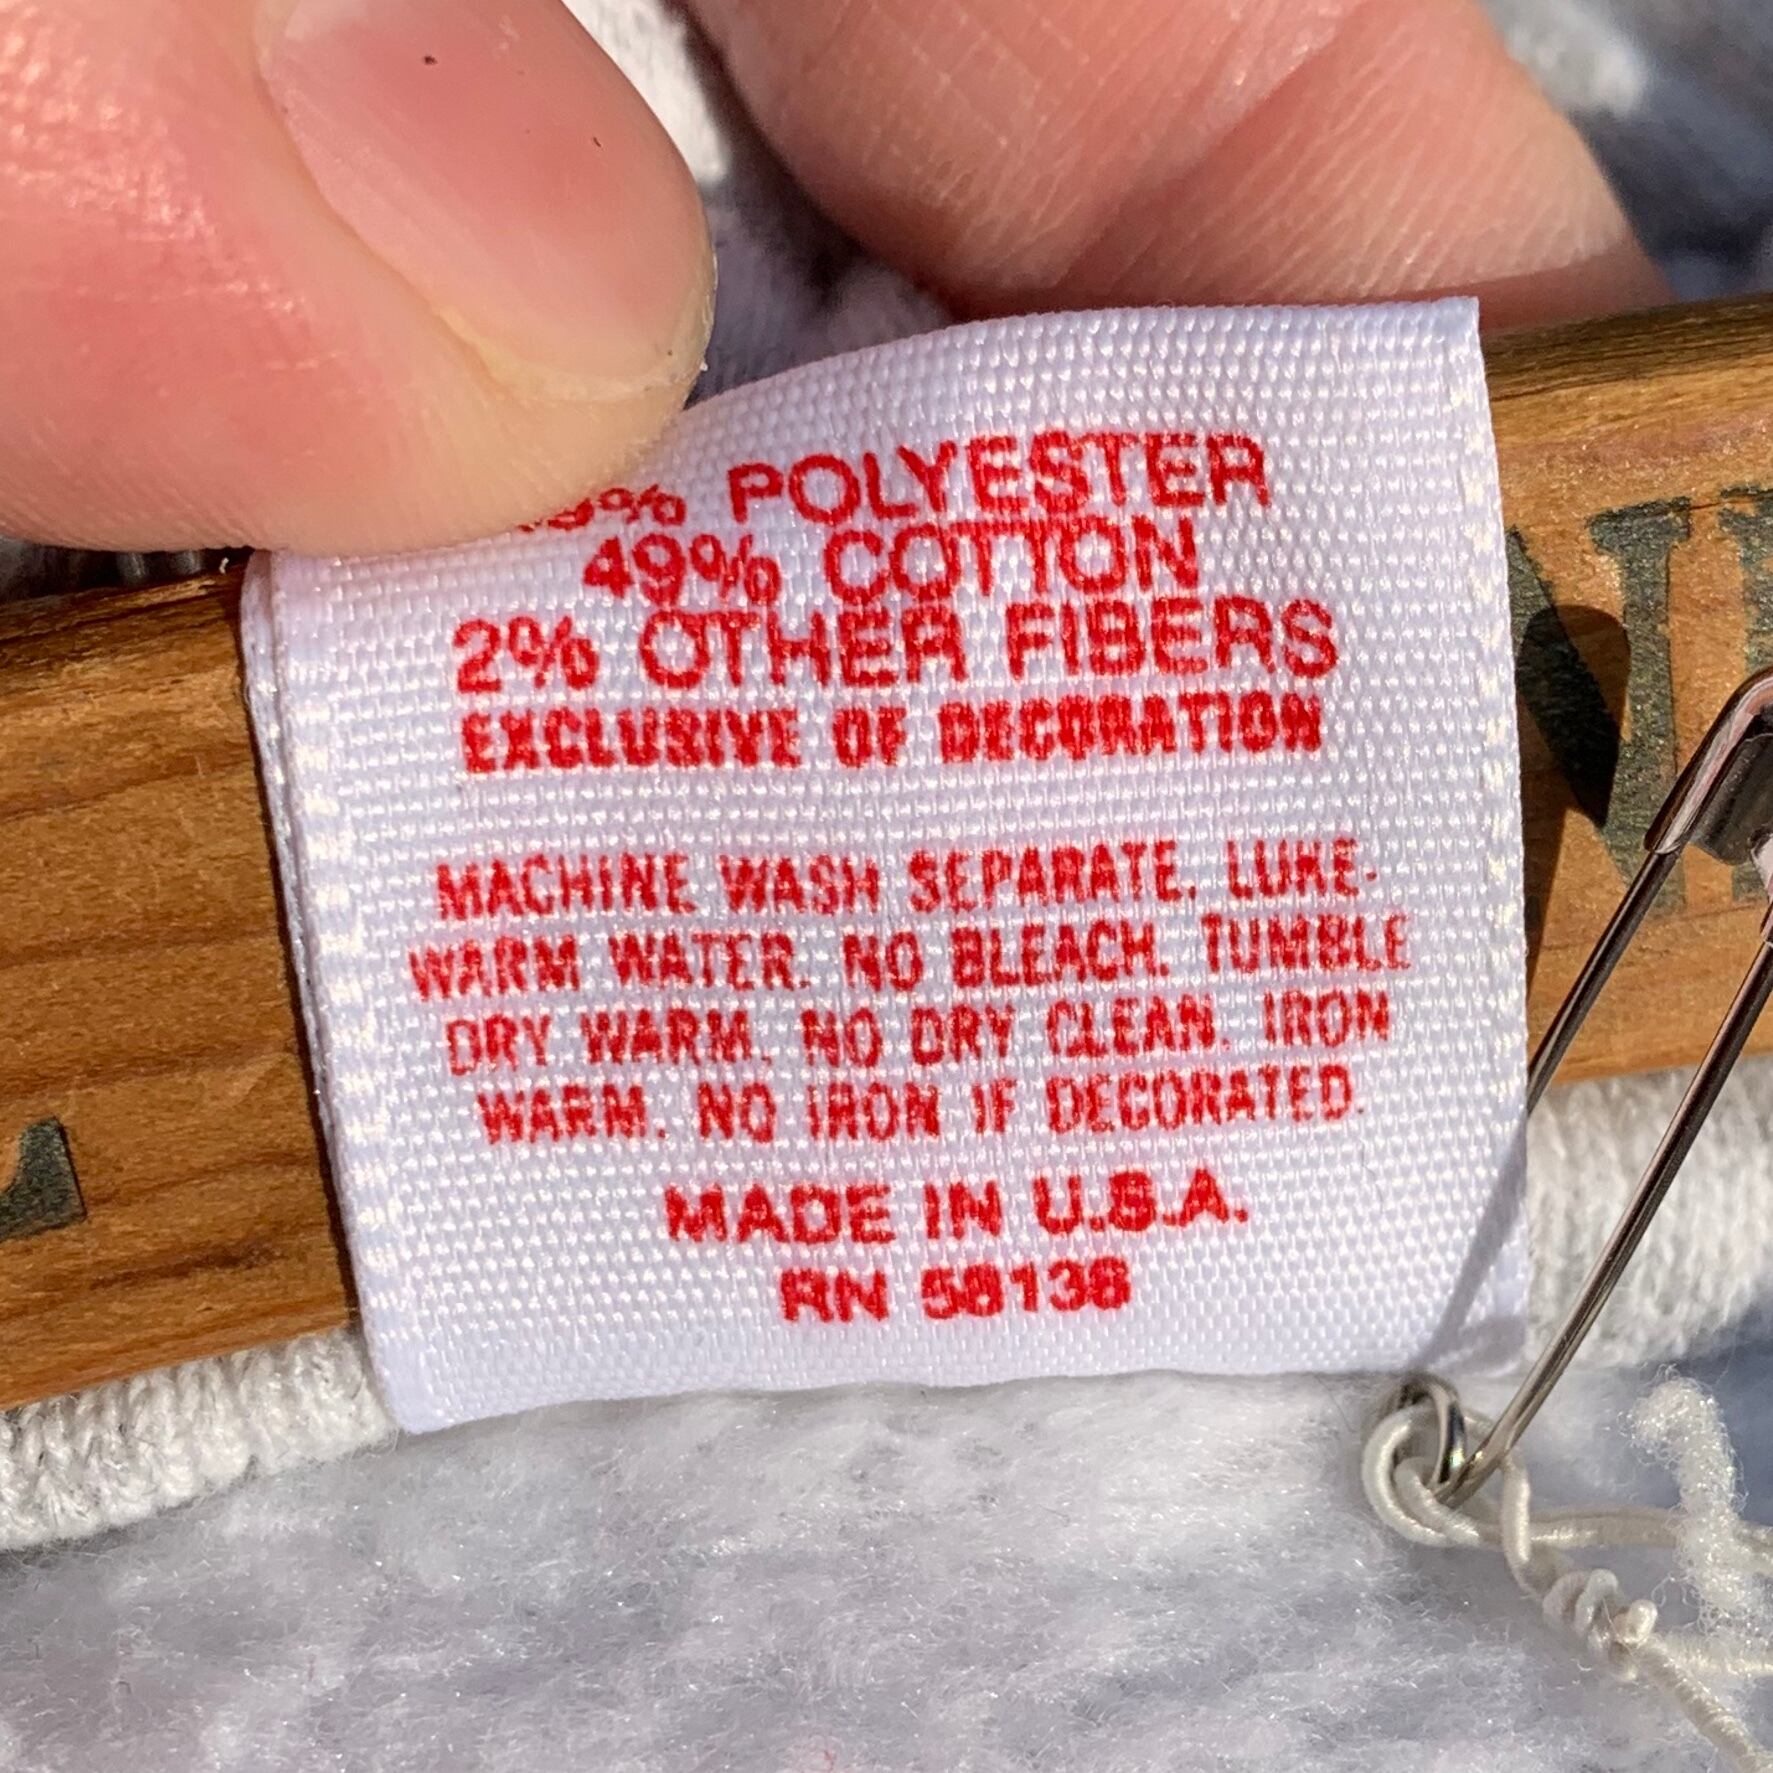 POLYESTER
49% COTTON
2% OTHER FIBERS
EXCLUSIVE OF DECORATION
MACHINE WASH SEPARATE. LUKE-
WARM WATER. NO BLEACH. TUMBLE
DRY WARM. NO DRY CLEAN. IRON
WARM. NO IRON IF DECORATED.
MADE IN U.S.A.
RN 58136